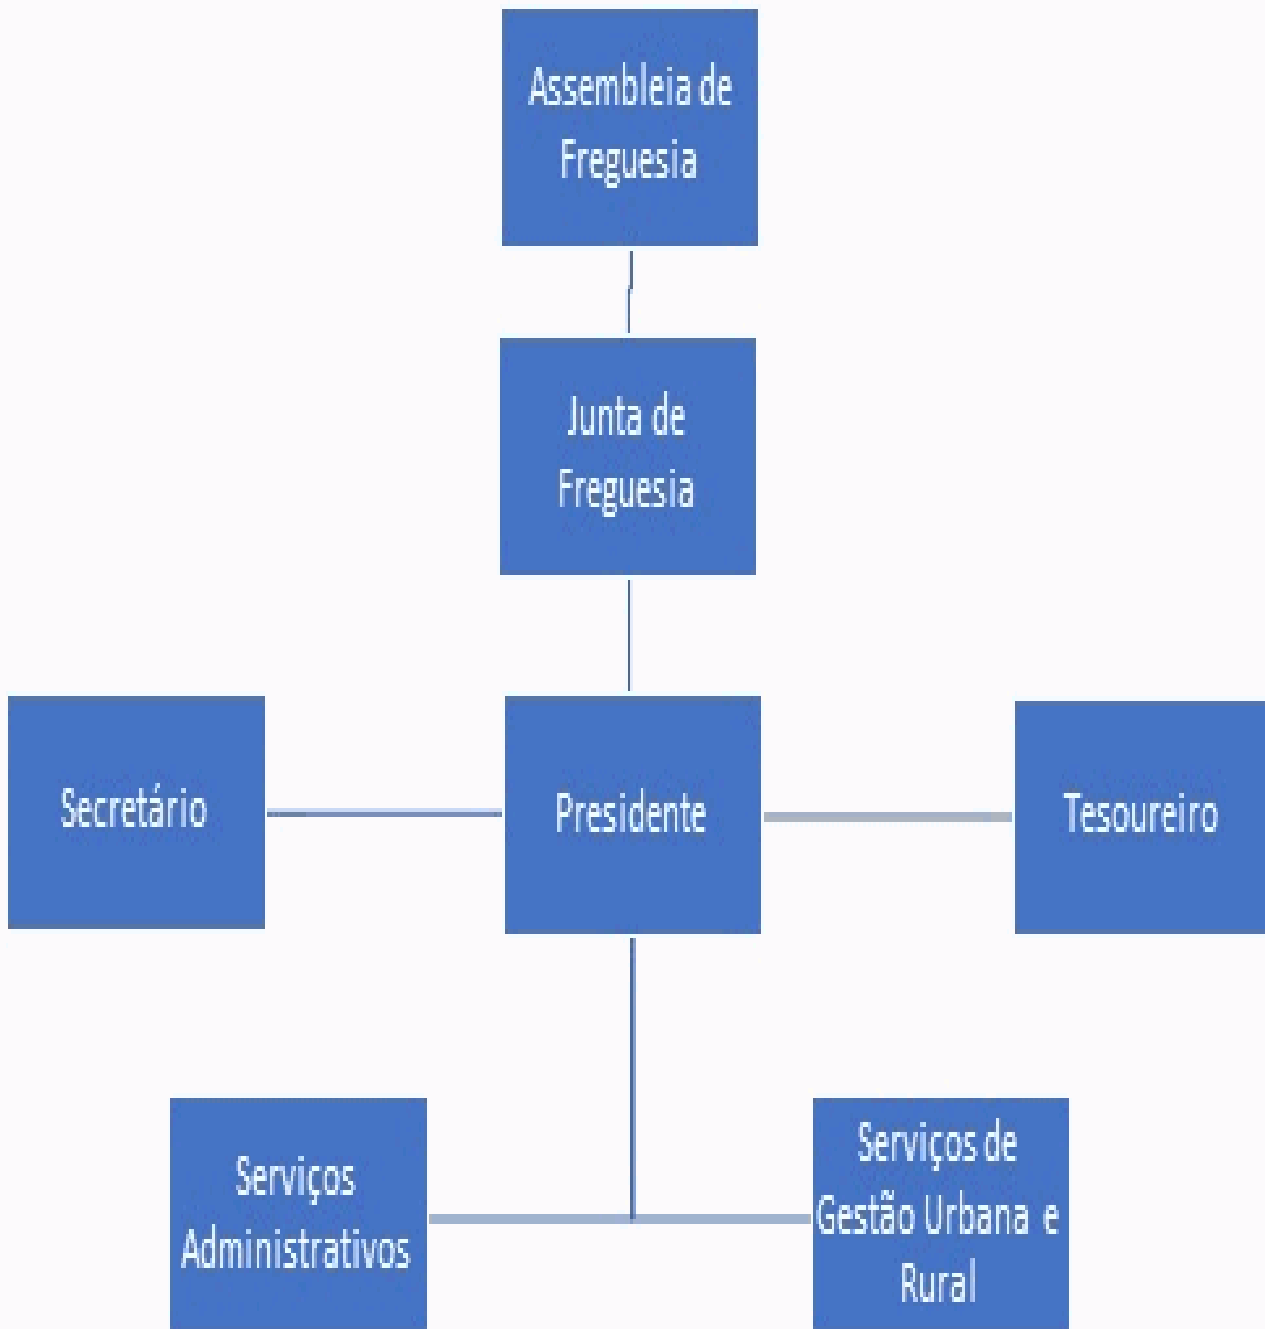 Assembleia de
Freguesia
Junta de
Freguesia
Secretário
Presidente
Tesoureiro
Serviços
Administrativos
Serviços de
Gestão Urbana e
Rural